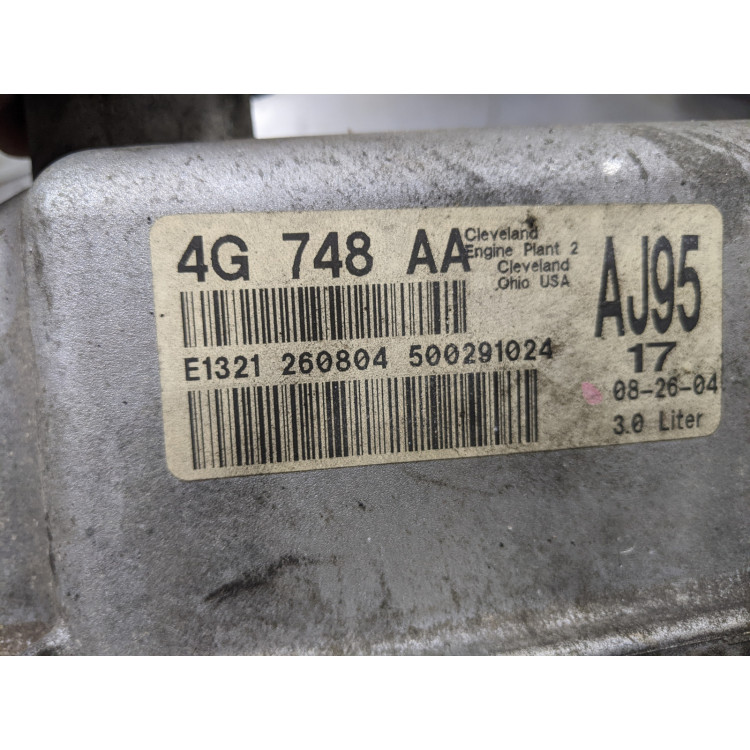 4G 748 AA
Cleveland
Engine Plant 2
Cleveland
Ohio USA
AJ95
17
E1321 260804 500291024
08-26-04
3.0 Liter